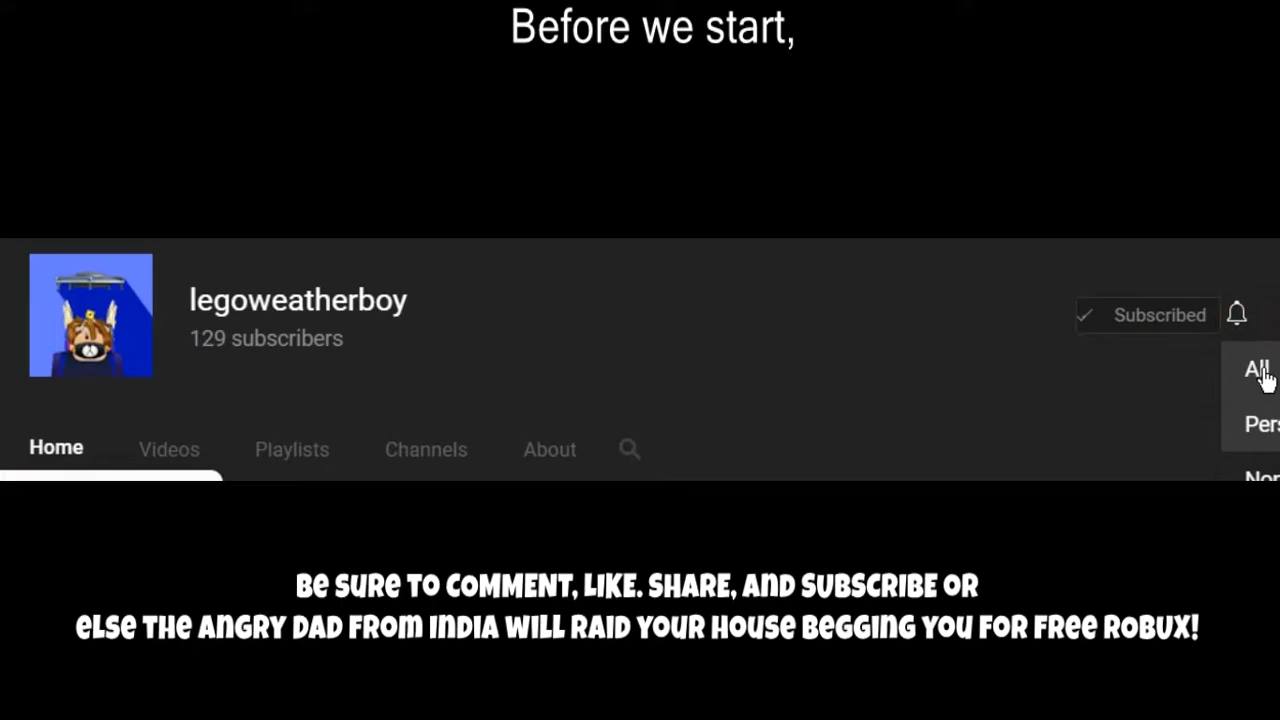 Before we start,
legoweatherboy
129 subscribers
Subscribed
All
Home Videos Playlists Channels About
Be sure to comment, like. share, and subscribe or
else the angry dad from india will raid your house begging you for free robux!